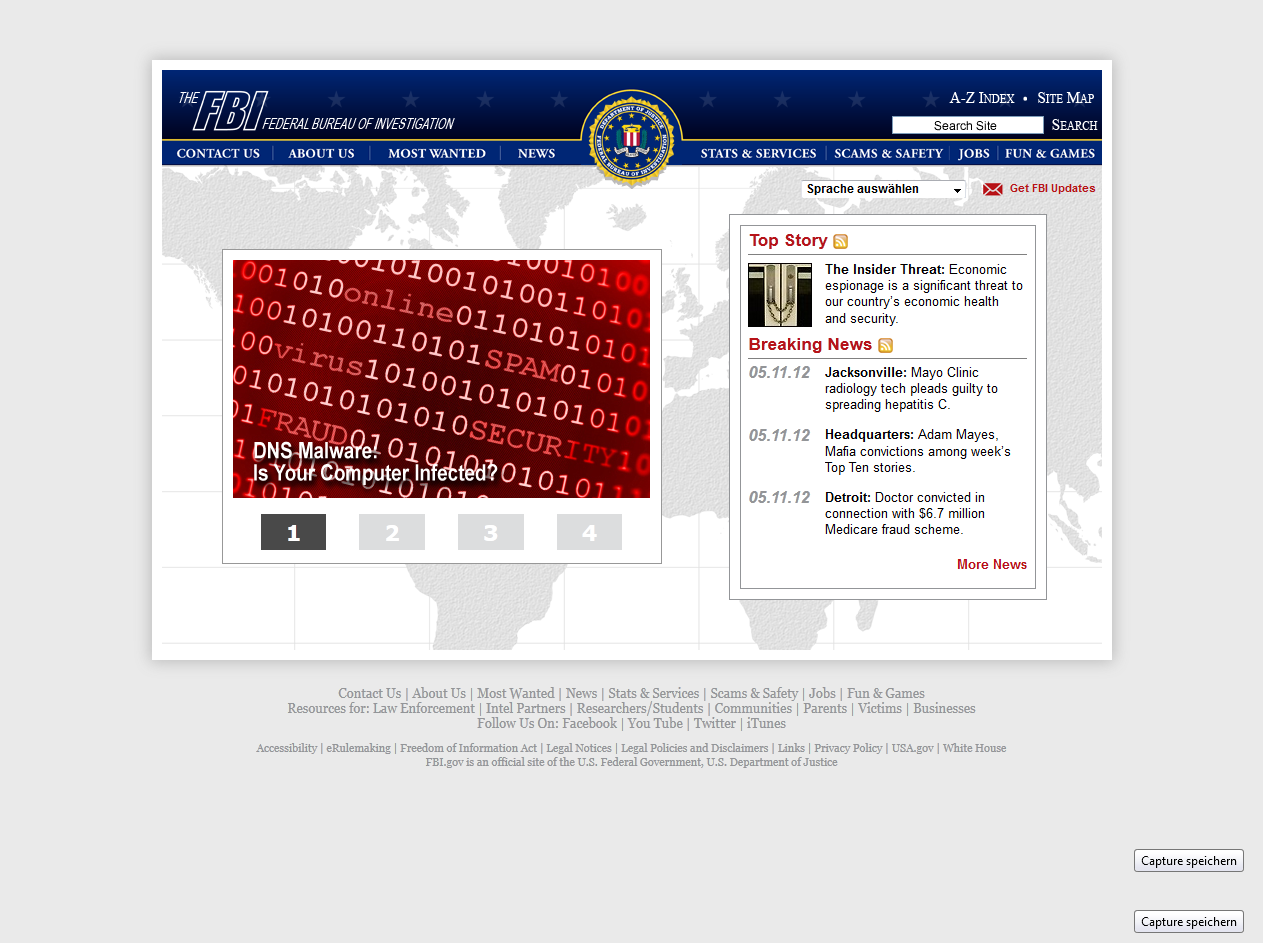 THE FBI FEDERAL BUREAU OF INVESTIGATION
A-Z INDEX • SITE MAP
Search Site SEARCH
DEPARTMENT OF JUSTICE
FEDERAL BUREAU OF INVESTIGATION
CONTACT US | ABOUT US | MOST WANTED | NEWS
STATS & SERVICES | SCAMS & SAFETY | JOBS | FUN & GAMES
Sprache auswählen
Get FBI Updates
online
virus
SPAM
FRAUD
SECURITY
DNS Malware:
Is Your Computer Infected?
1 2 3 4
Top Story
The Insider Threat: Economic
espionage is a significant threat to
our country's economic health
and security.
Breaking News
05.11.12 Jacksonville: Mayo Clinic
radiology tech pleads guilty to
spreading hepatitis C.
05.11.12 Headquarters: Adam Mayes,
Mafia convictions among week's
Top Ten stories.
05.11.12 Detroit: Doctor convicted in
connection with $6.7 million
Medicare fraud scheme.
More News
Contact Us | About Us | Most Wanted | News | Stats & Services | Scams & Safety | Jobs | Fun & Games
Resources for: Law Enforcement | Intel Partners | Researchers/Students | Communities | Parents | Victims | Businesses
Follow Us On: Facebook | You Tube | Twitter | iTunes
Accessibility | eRulemaking | Freedom of Information Act | Legal Notices | Legal Policies and Disclaimers | Links | Privacy Policy | USA.gov | White House
FBI.gov is an official site of the U.S. Federal Government, U.S. Department of Justice
Capture speichern
Capture speichern